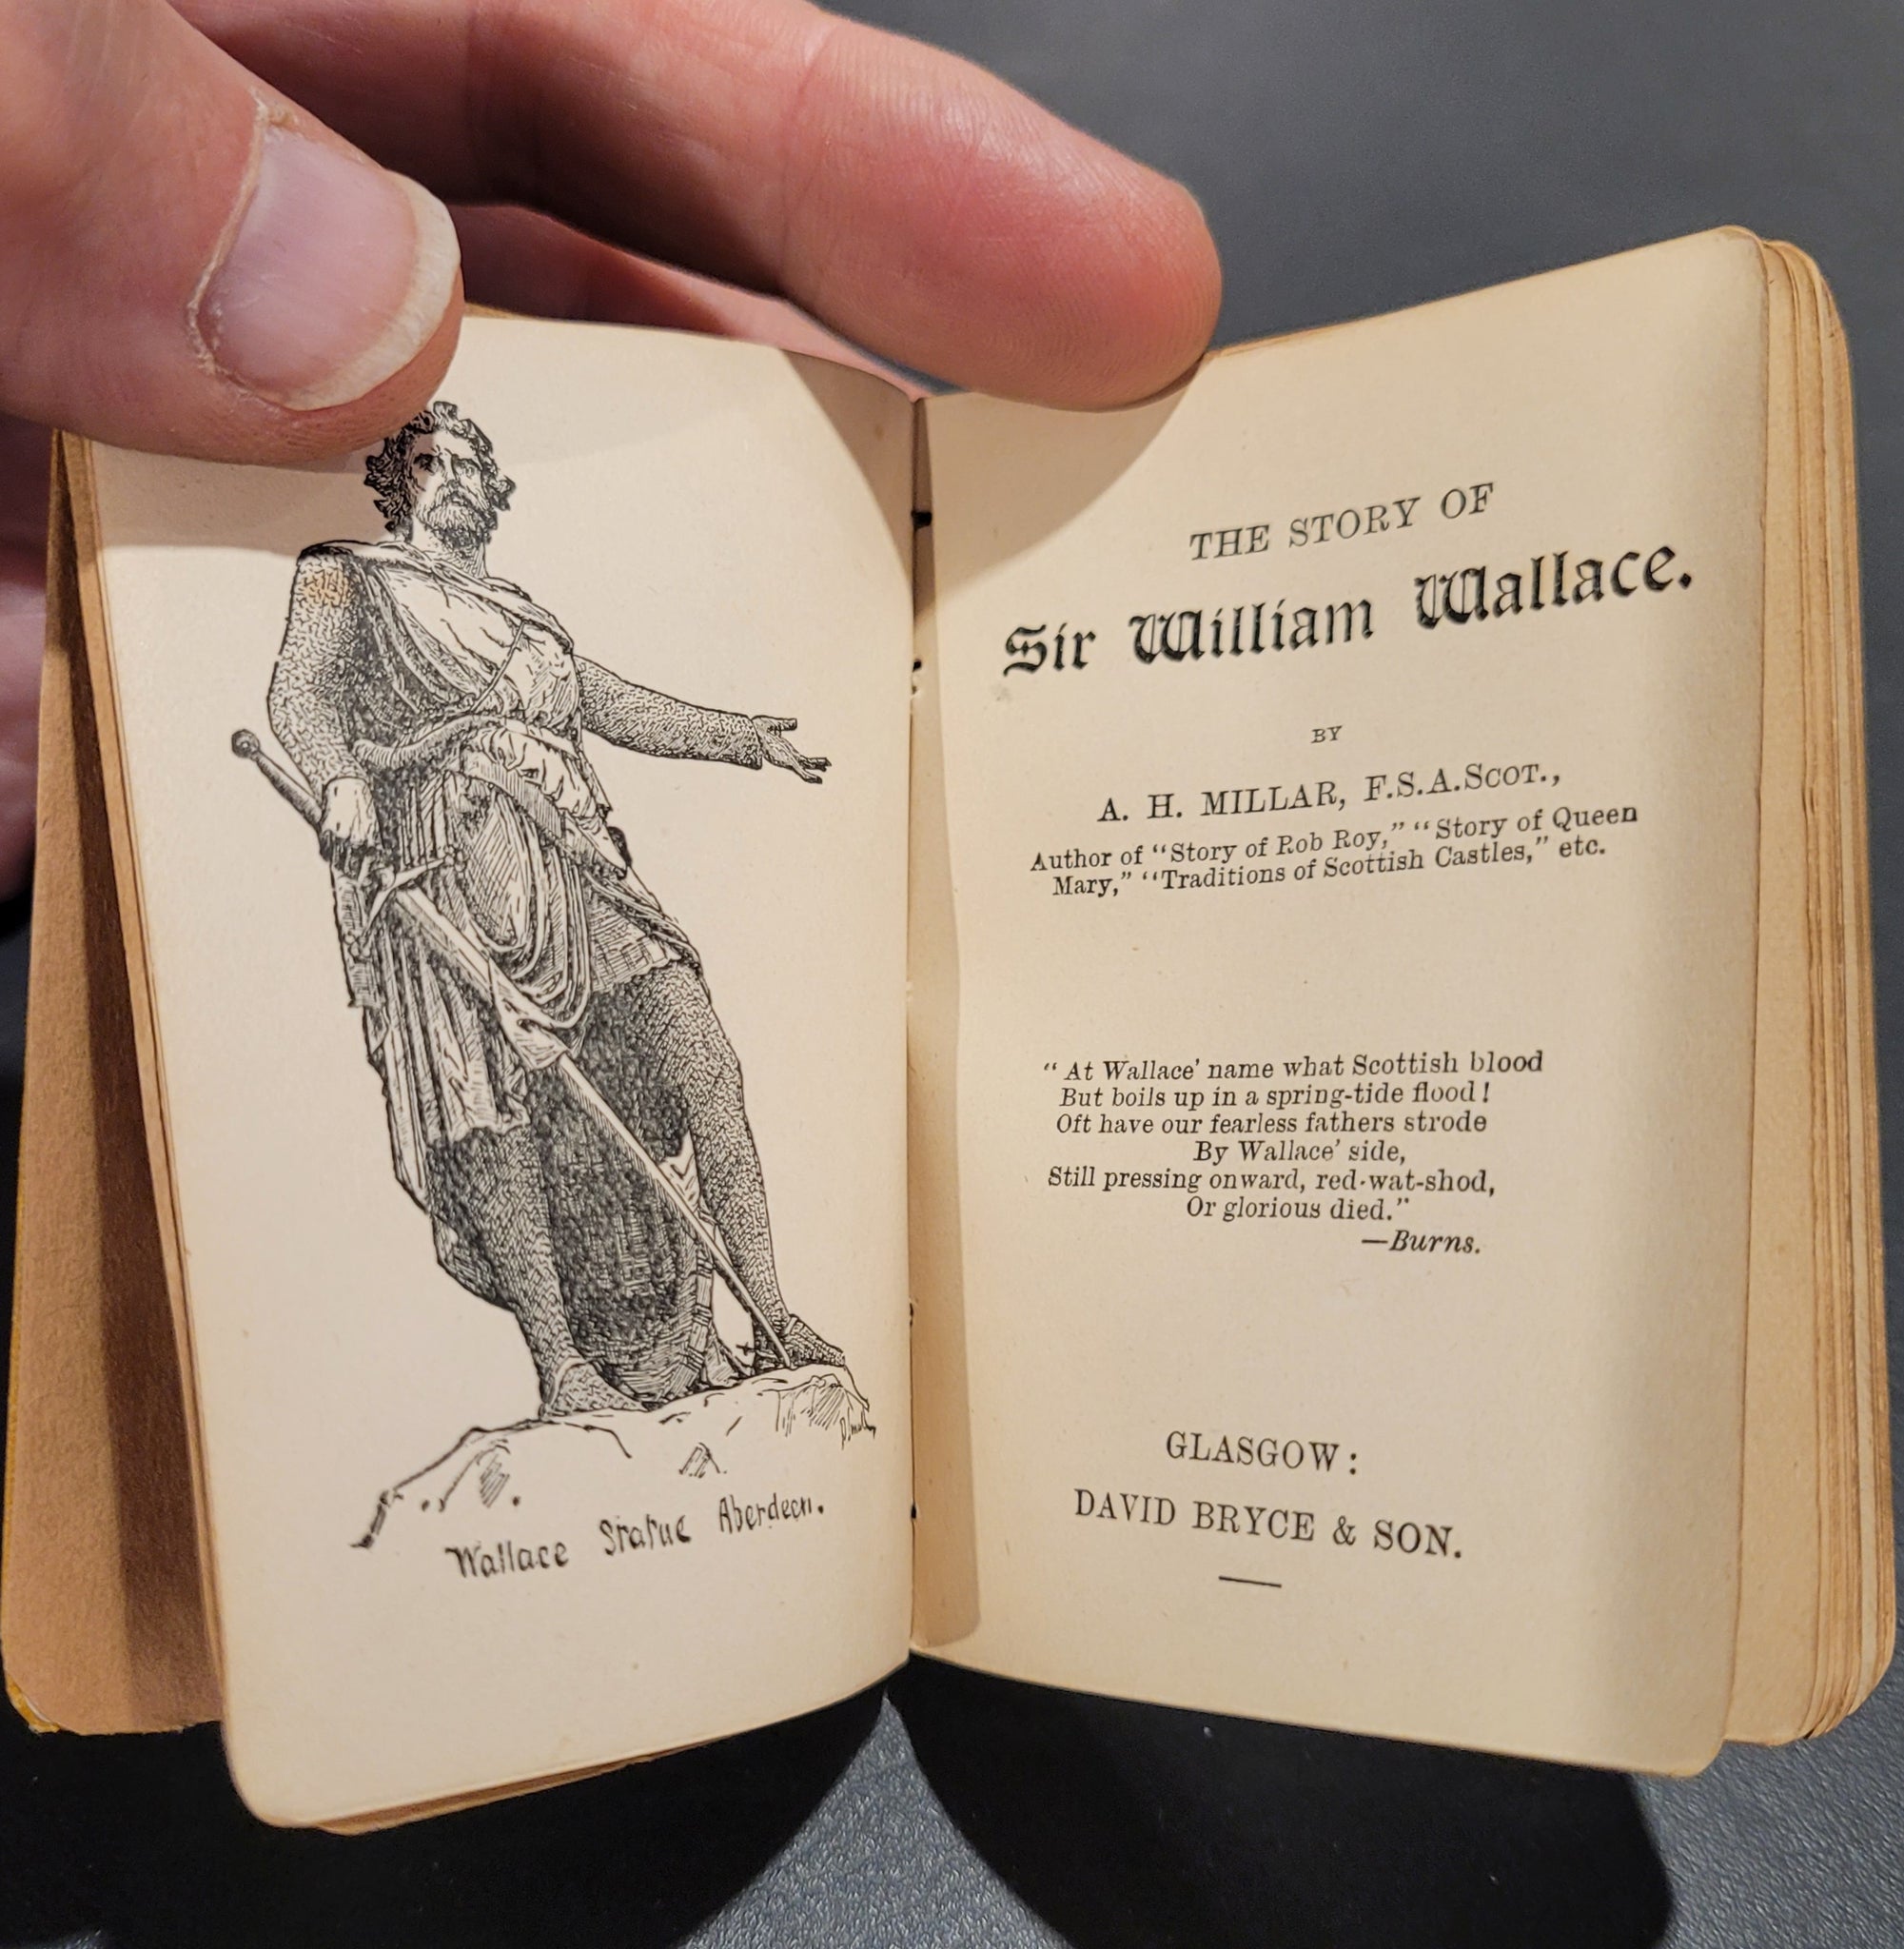 Wallace Statue Aberdeen.
THE STORY OF
Sir William Wallace.
BY
A. H. MILLAR, F.S.A.SCOT.,
Author of “Story of Rob Roy,” “Story of Queen
Mary,” “Traditions of Scottish Castles,” etc.
“At Wallace’ name what Scottish blood
But boils up in a spring-tide flood!
Oft have our fearless fathers strode
By Wallace’ side,
Still pressing onward, red-wat-shod,
Or glorious died.”
—Burns.
GLASGOW:
DAVID BRYCE & SON.